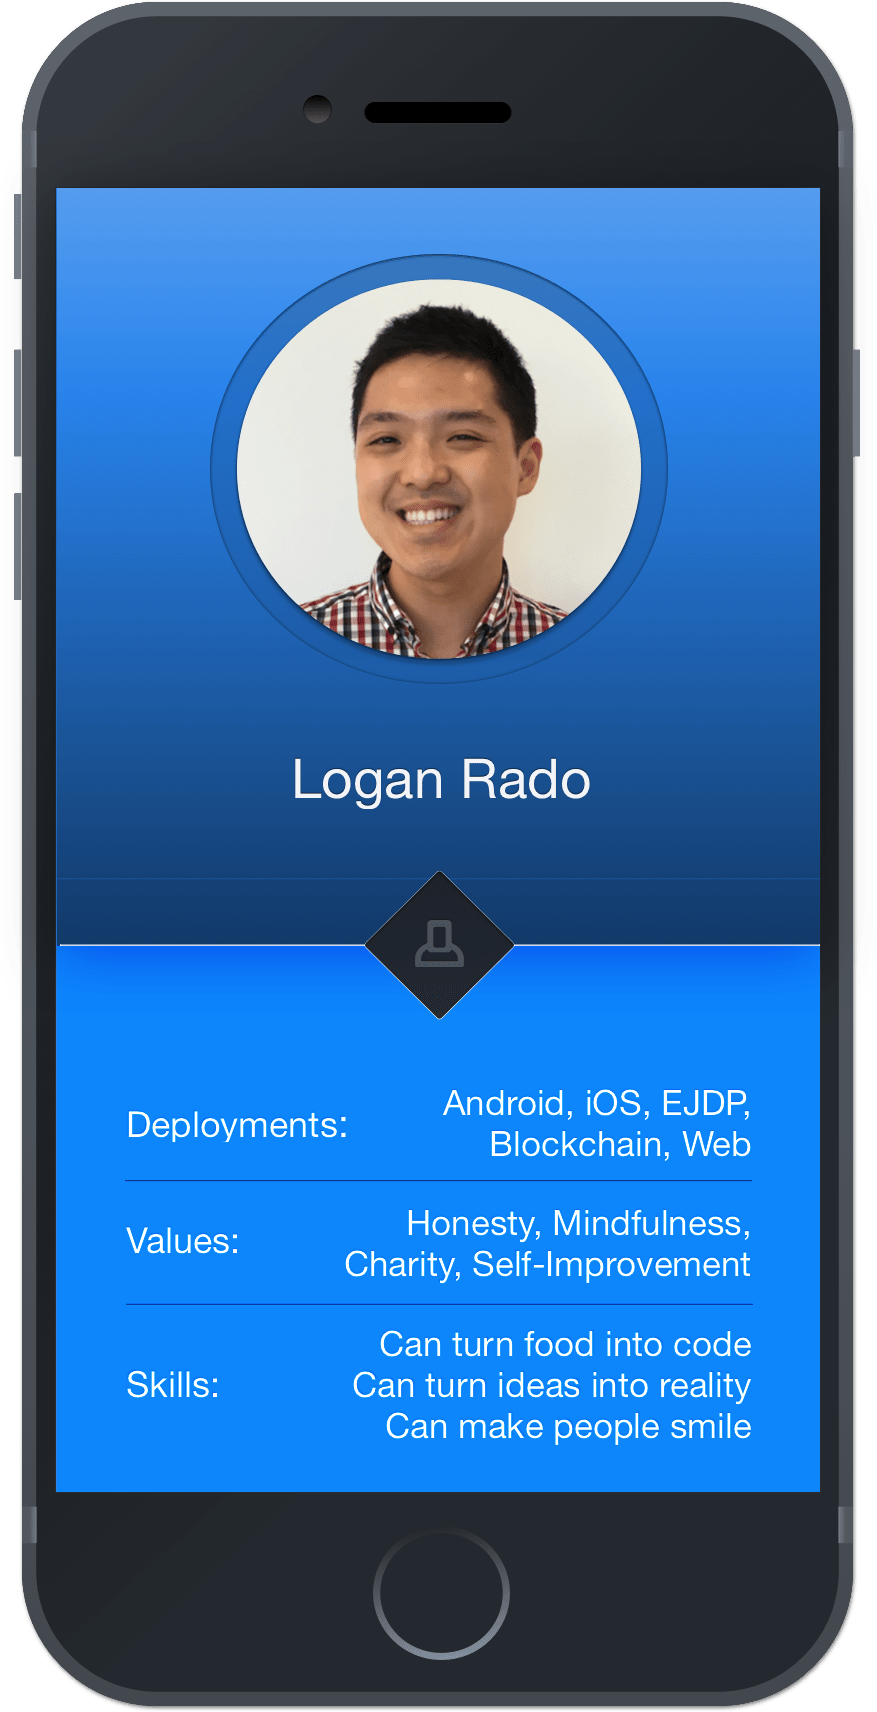 Logan Rado
Deployments:
Android, iOS, EJDP,
Blockchain, Web
Values:
Honesty, Mindfulness,
Charity, Self-Improvement
Skills:
Can turn food into code
Can turn ideas into reality
Can make people smile